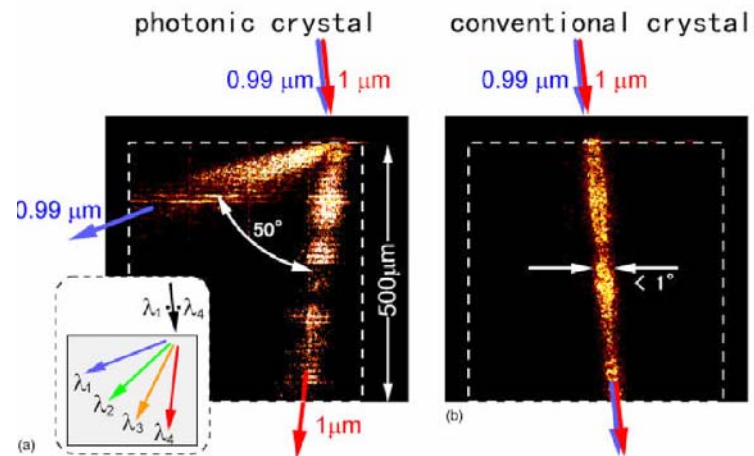 photonic crystal
conventional crystal
0.99 μm
1 μm
0.99 μm
1 μm
0.99 μm
50°
500μm
< 1°
λ1 · · λ4
λ1
λ2
λ3
λ4
1μm
(a)
(b)